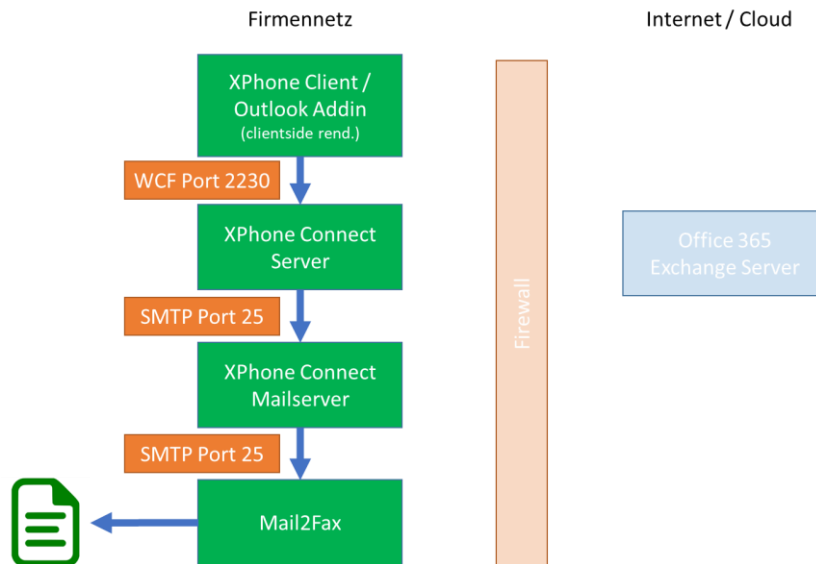 Firmennetz
Internet / Cloud
XPhone Client /
Outlook Addin
(clientside rend.)
WCF Port 2230
XPhone Connect
Server
Office 365
Exchange Server
SMTP Port 25
Firewall
XPhone Connect
Mailserver
SMTP Port 25
Mail2Fax